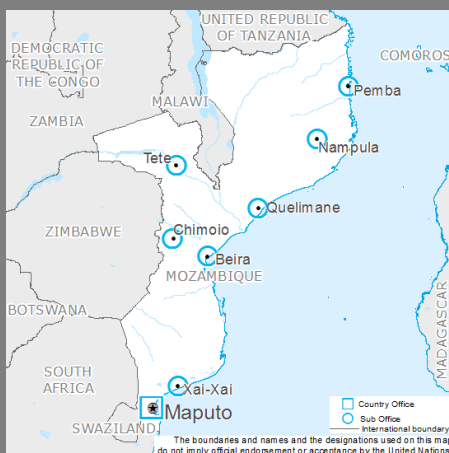 UNITED REPUBLIC
OF TANZANIA
DEMOCRATIC
REPUBLIC OF
THE CONGO
COMOROS
Pemba
MALAWI
ZAMBIA
Nampula
Tete
Quelimane
Chimoio
ZIMBABWE
Beira
MOZAMBIQUE
BOTSWANA
MADAGASCAR
SOUTH
AFRICA
Xai-Xai
Maputo
SWAZILAND
Country Office
Sub Office
International boundary
The boundaries and names and the designations used on this map
do not imply official endorsement or acceptance by the United Nations